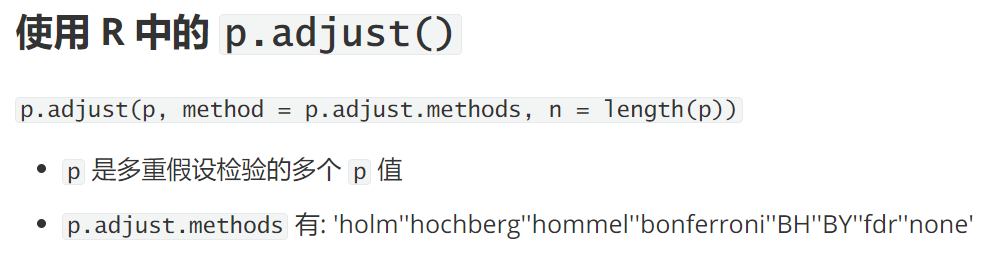 使用 R 中的 p.adjust()
p.adjust(p, method = p.adjust.methods, n = length(p))
• p 是多重假设检验的多个 p 值
• p.adjust.methods 有: 'holm''hochberg''hommel''bonferroni''BH''BY''fdr''none'